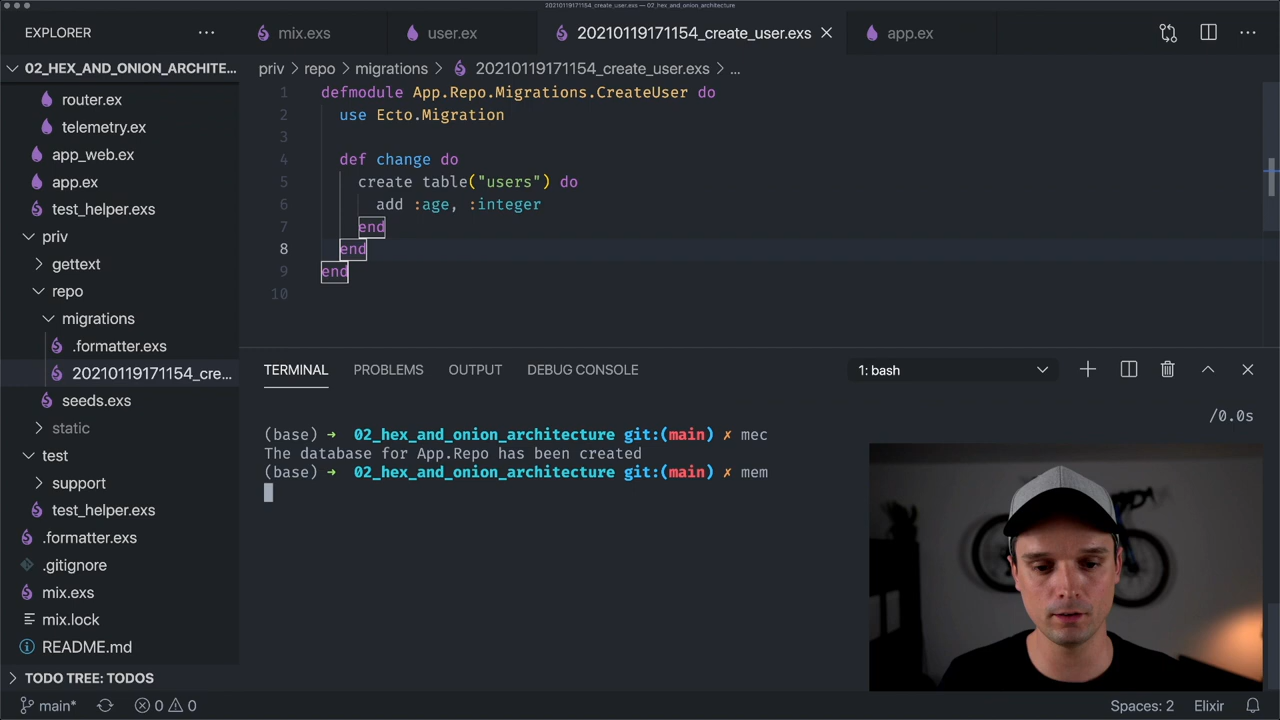 20210119171154_create_user.exs — 02_hex_and_onion_architecture
EXPLORER
mix.exs
user.ex
20210119171154_create_user.exs
app.ex
02_HEX_AND_ONION_ARCHITE...
priv > repo > migrations > 20210119171154_create_user.exs > ...
router.ex
telemetry.ex
app_web.ex
app.ex
test_helper.exs
priv
gettext
repo
migrations
.formatter.exs
20210119171154_cre...
seeds.exs
static
test
support
test_helper.exs
.formatter.exs
.gitignore
mix.exs
mix.lock
README.md
TODO TREE: TODOS
1 defmodule App.Repo.Migrations.CreateUser do
2 use Ecto.Migration
3
4 def change do
5 create table("users") do
6 add :age, :integer
7 end
8 end
9 end
10
TERMINAL PROBLEMS OUTPUT DEBUG CONSOLE 1: bash
/0.0s
(base) → 02_hex_and_onion_architecture git:(main) ✗ mec
The database for App.Repo has been created
(base) → 02_hex_and_onion_architecture git:(main) ✗ mem
main* 0 0 Spaces: 2 Elixir